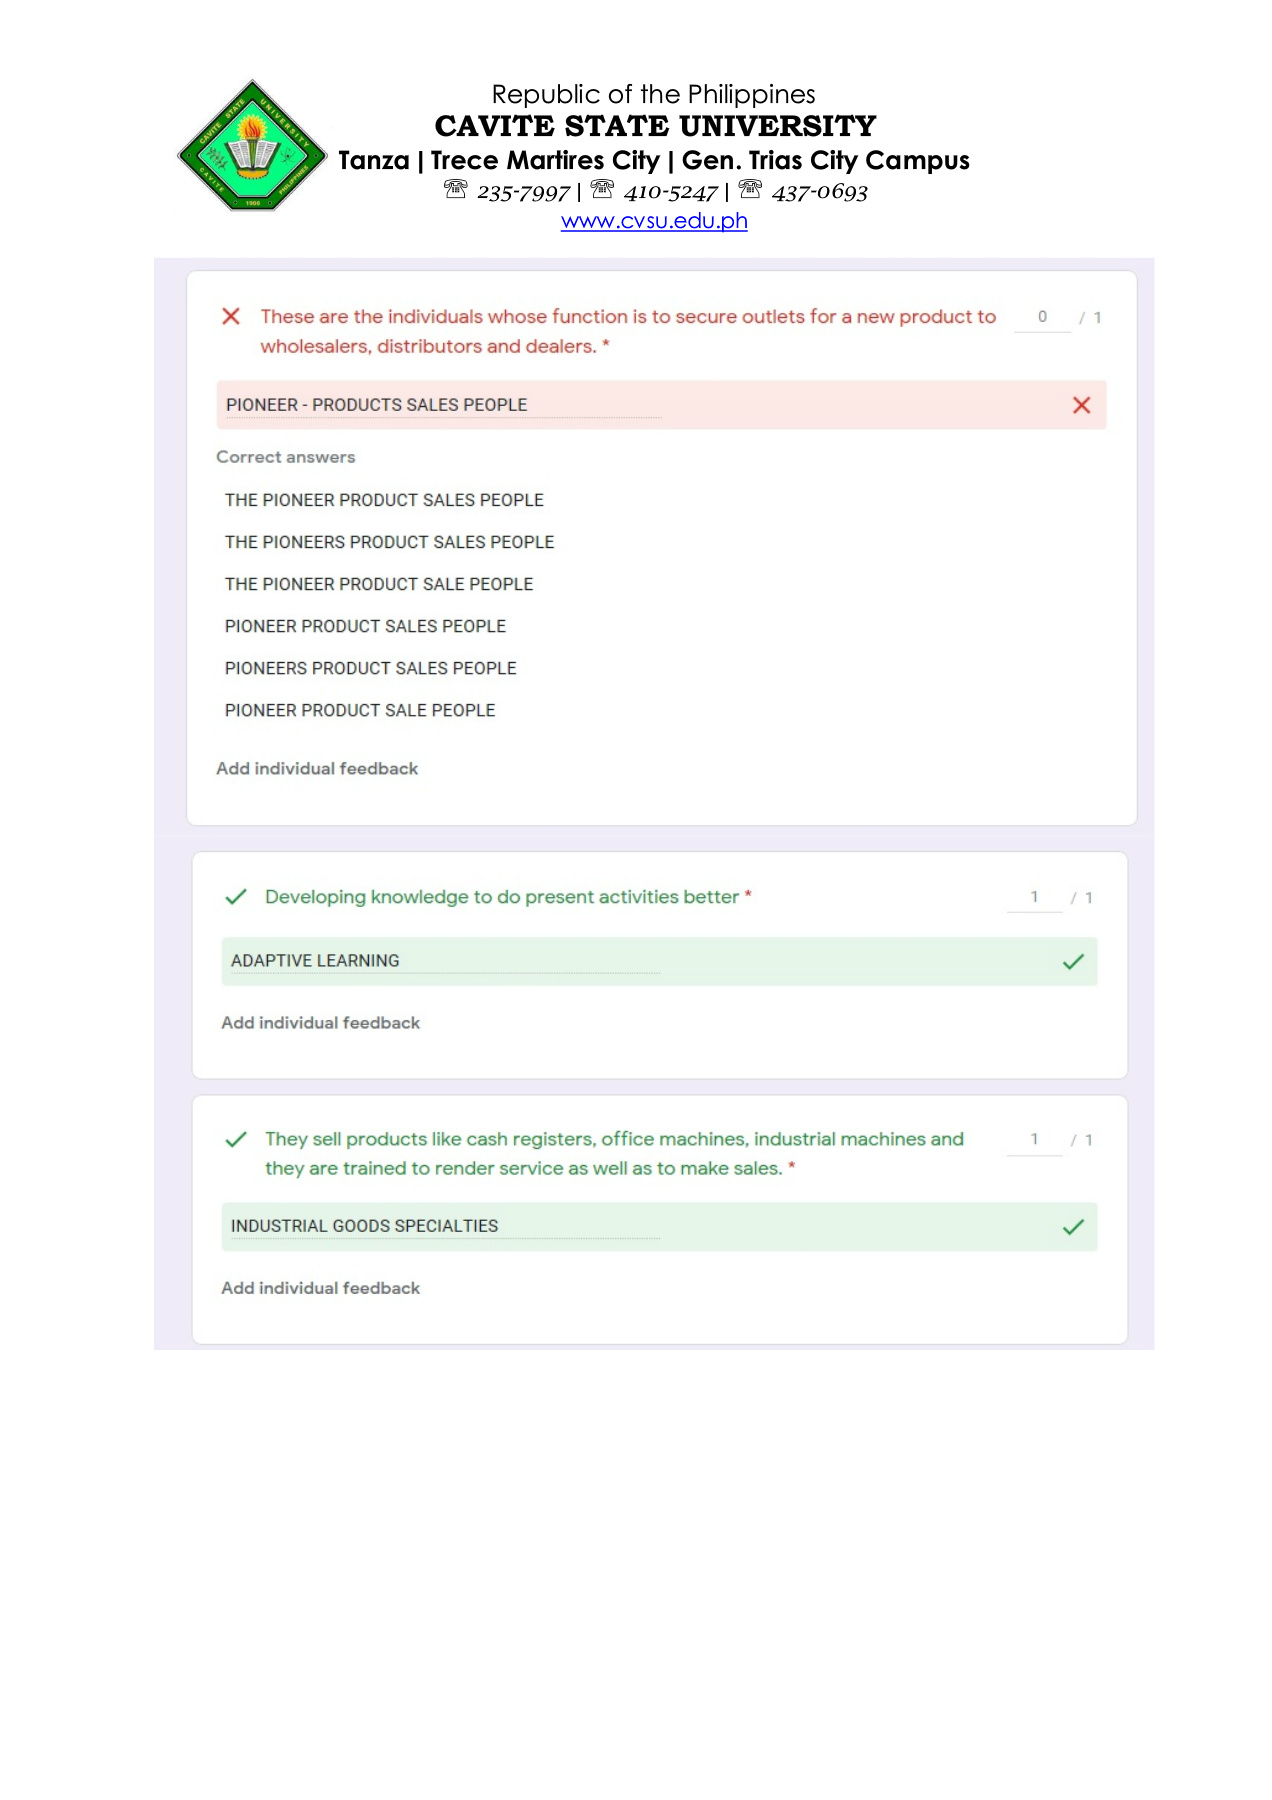 CAVITE STATE UNIVERSITY
CAVITE PHILIPPINES
1906
Republic of the Philippines
CAVITE STATE UNIVERSITY
Tanza | Trece Martires City | Gen. Trias City Campus
☏ 235-7997 | ☏ 410-5247 | ☏ 437-0693
www.cvsu.edu.ph
These are the individuals whose function is to secure outlets for a new product to 0 / 1
wholesalers, distributors and dealers. *
PIONEER - PRODUCTS SALES PEOPLE
Correct answers
THE PIONEER PRODUCT SALES PEOPLE
THE PIONEERS PRODUCT SALES PEOPLE
THE PIONEER PRODUCT SALE PEOPLE
PIONEER PRODUCT SALES PEOPLE
PIONEERS PRODUCT SALES PEOPLE
PIONEER PRODUCT SALE PEOPLE
Add individual feedback
Developing knowledge to do present activities better * 1 / 1
ADAPTIVE LEARNING
Add individual feedback
They sell products like cash registers, office machines, industrial machines and 1 / 1
they are trained to render service as well as to make sales. *
INDUSTRIAL GOODS SPECIALTIES
Add individual feedback